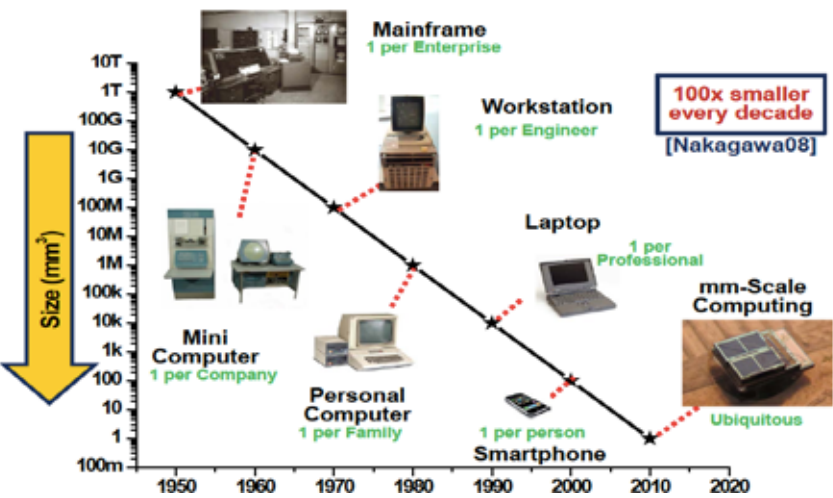 Mainframe
1 per Enterprise
10T
1T
100G
10G
1G
100M
10M
1M
100k
10k
1k
100
10
1
100m
Size (mm³)
Workstation
1 per Engineer
100x smaller
every decade
[Nakagawa08]
Laptop
1 per
Professional
mm-Scale
Computing
Ubiquitous
Mini
Computer
1 per Company
Personal
Computer
1 per Family
1 per person
Smartphone
1950
1960
1970
1980
1990
2000
2010
2020